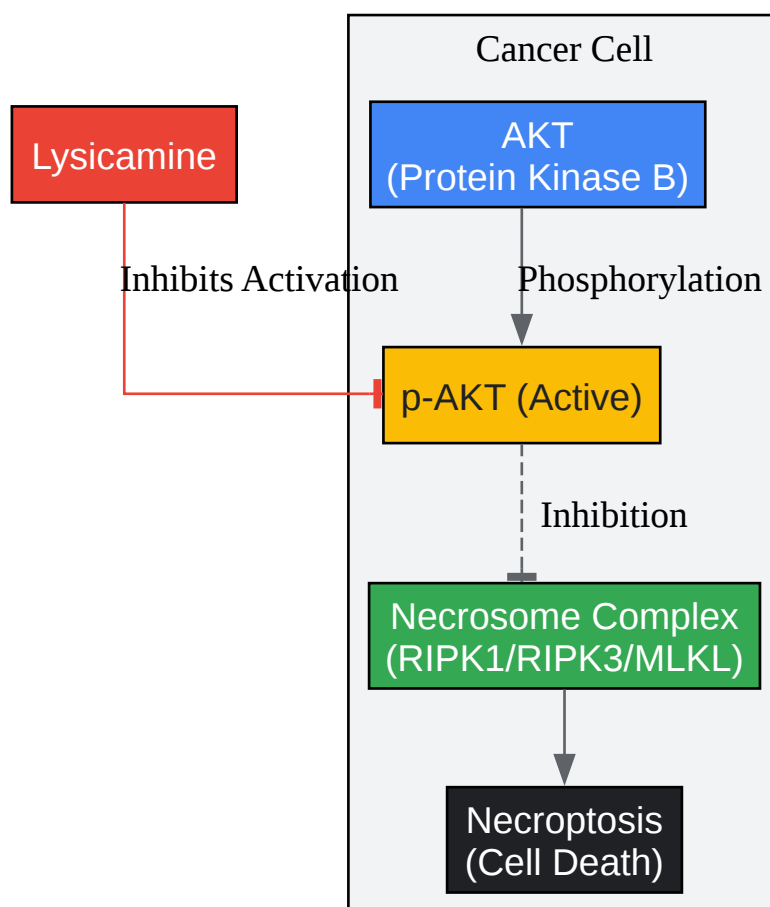 Cancer Cell
Lysicamine
AKT
(Protein Kinase B)
Inhibits Activation
Phosphorylation
p-AKT (Active)
Inhibition
Necrosome Complex
(RIPK1/RIPK3/MLKL)
Necroptosis
(Cell Death)